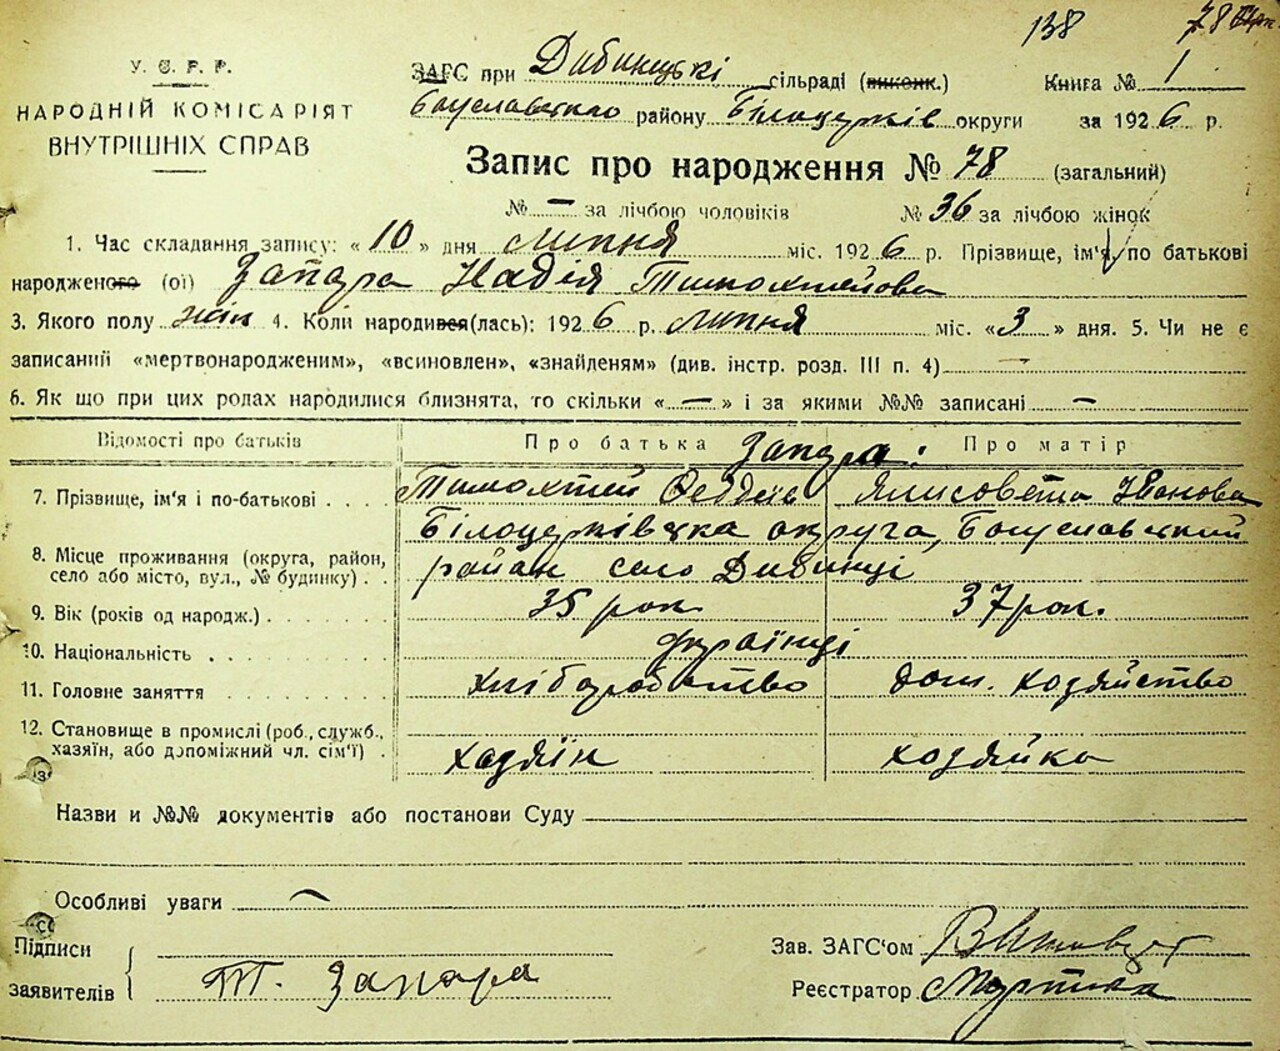 138 78
У. С. Р. Р.
НАРОДНІЙ КОМІСАРІЯТ
ВНУТРІШНІХ СПРАВ
ЗАГС при Дибинцькі сільраді (виконк.) Книга № 1
Богуславського району Білоцерків округи за 1926 р.
Запис про народження № 78 (загальний)
№ — за лічбою чоловіків № 36 за лічбою жінок
1. Час складання запису: « 10 » дня липня міс. 1926 р. Прізвище, ім'я, по батькові
народженого (ої) Запара Надія Тимохтейова
3. Якого полу жін 4. Коли народився(лась): 1926 р. липня міс. « 3 » дня. 5. Чи не є
записаний «мертвонародженим», «всиновлен», «знайденям» (див. інстр. розд. III п. 4) —
6. Як що при цих родах народилися близнята, то скільки « — » і за якими №№ записані —
Відомості про батьків Про батька Запара: Про матір
7. Прізвище, ім'я і по-батькові . . . . Тимохтей Янисовета Іванова
Білоцерківська округа, Богуславський
8. Місце проживання (округа, район,
село або місто, вул., № будинку) . . район село Дибинці
9. Вік (років од народж.) . . . . . . . 35 рок 37 рок.
10. Національність . . . . . . . . українці
11. Головне заняття . . . . . . . . хліборобство дом. хозяйство
12. Становище в промислі (роб., служб.,
хазяїн, або допоміжний чл. сім'ї) . хазяїн хозяйка
Назви и №№ документів або постанови Суду
Особливі уваги —
Підписи Зав. ЗАГС'ом
заявителів Т. Запара Реєстратор